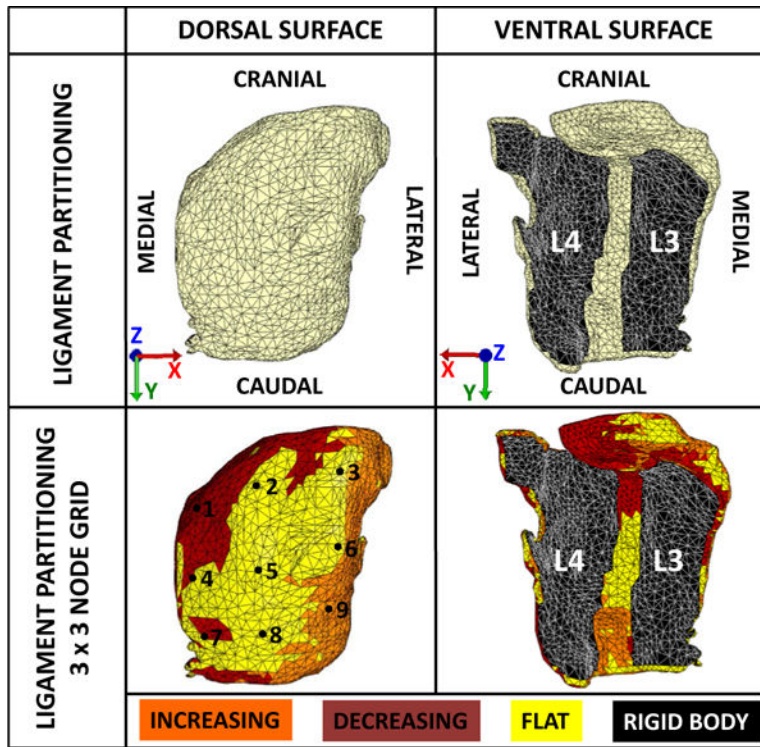 DORSAL SURFACE
VENTRAL SURFACE
LIGAMENT PARTITIONING
CRANIAL
MEDIAL
LATERAL
Z
X
Y
CAUDAL
CRANIAL
LATERAL
L4
L3
MEDIAL
X
Z
Y
CAUDAL
LIGAMENT PARTITIONING
3 x 3 NODE GRID
1
2
3
4
5
6
7
8
9
L4
L3
INCREASING
DECREASING
FLAT
RIGID BODY